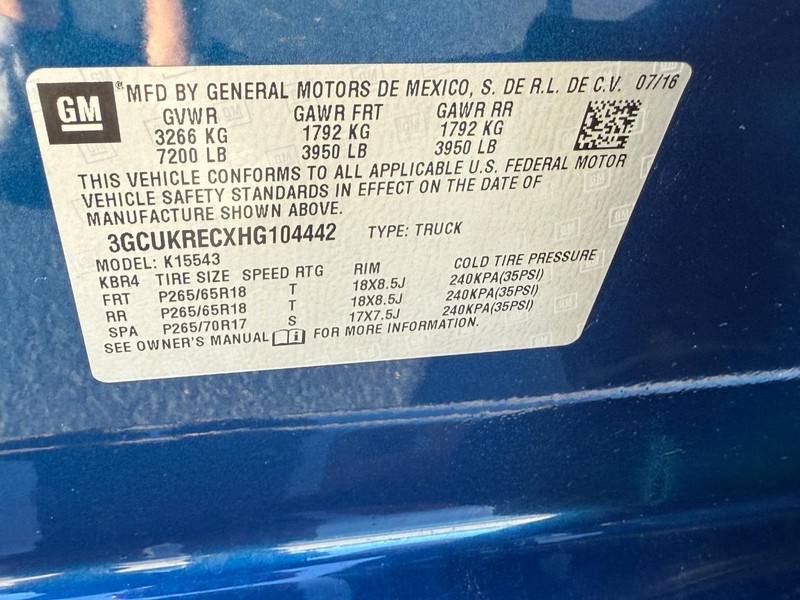 GM ® MFD BY GENERAL MOTORS DE MEXICO, S. DE R.L. DE C.V. 07/16
GVWR GAWR FRT GAWR RR
3266 KG 1792 KG 1792 KG
7200 LB 3950 LB 3950 LB
THIS VEHICLE CONFORMS TO ALL APPLICABLE U.S. FEDERAL MOTOR
VEHICLE SAFETY STANDARDS IN EFFECT ON THE DATE OF
MANUFACTURE SHOWN ABOVE.
3GCUKRECXHG104442 TYPE: TRUCK
MODEL: K15543
KBR4 TIRE SIZE SPEED RTG RIM COLD TIRE PRESSURE
FRT P265/65R18 T 18X8.5J 240KPA(35PSI)
RR P265/65R18 T 18X8.5J 240KPA(35PSI)
SPA P265/70R17 S 17X7.5J 240KPA(35PSI)
SEE OWNER'S MANUAL FOR MORE INFORMATION.